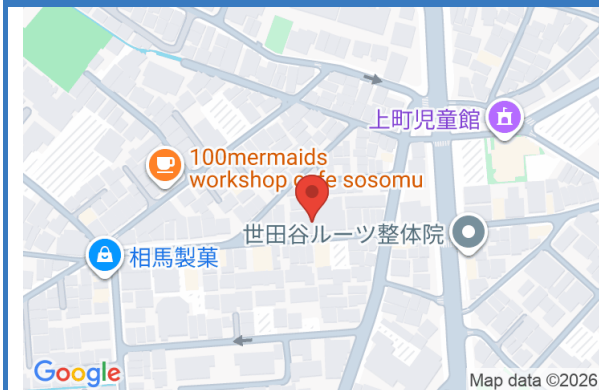 上町児童館
100mermaids
workshop cafe sosomu
世田谷ルーツ整体院
相馬製菓
Google
Map data ©2026